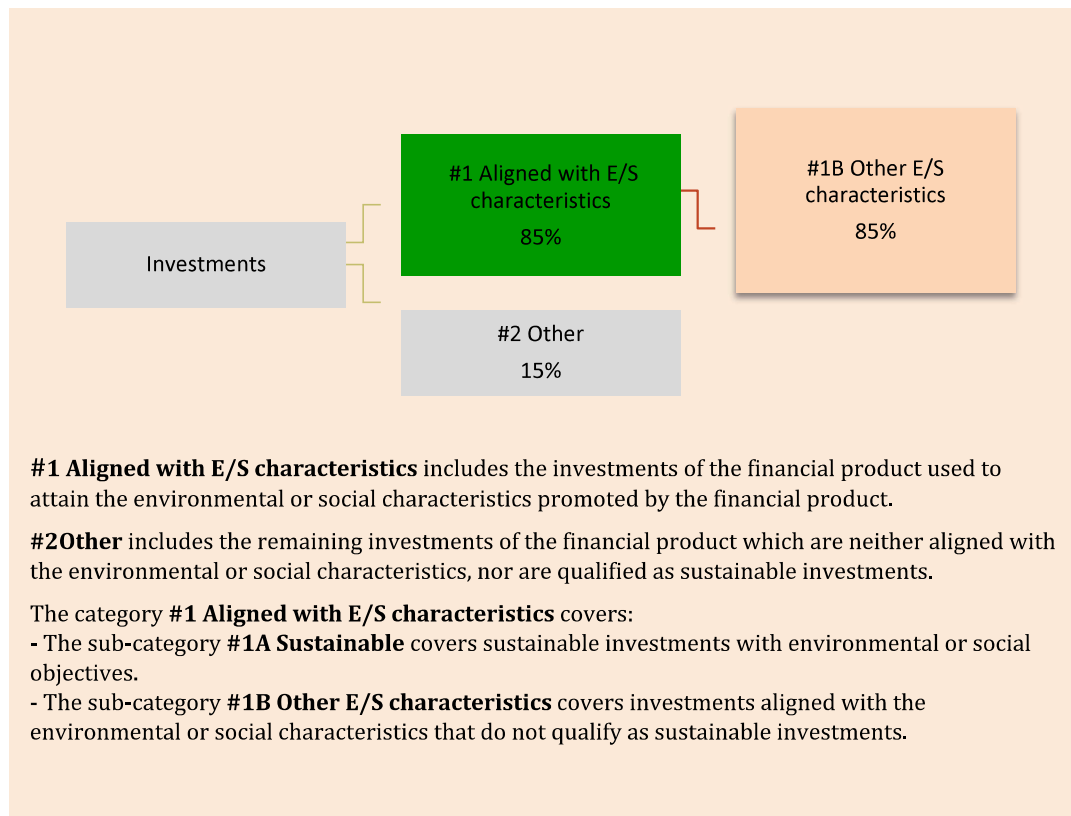 #1 Aligned with E/S
characteristics
85%
#1B Other E/S
characteristics
85%
Investments
#2 Other
15%
#1 Aligned with E/S characteristics includes the investments of the financial product used to
attain the environmental or social characteristics promoted by the financial product.
#2Other includes the remaining investments of the financial product which are neither aligned with
the environmental or social characteristics, nor are qualified as sustainable investments.
The category #1 Aligned with E/S characteristics covers:
- The sub-category #1A Sustainable covers sustainable investments with environmental or social
objectives.
- The sub-category #1B Other E/S characteristics covers investments aligned with the
environmental or social characteristics that do not qualify as sustainable investments.